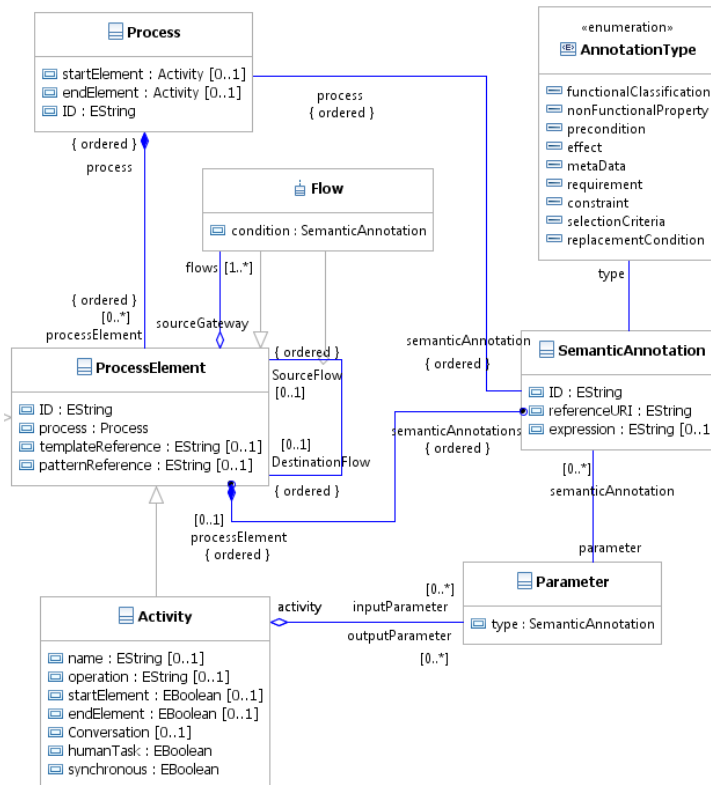 Process
startElement : Activity [0..1]
endElement : Activity [0..1]
ID : EString
«enumeration»
AnnotationType
functionalClassification
nonFunctionalProperty
precondition
effect
metaData
requirement
constraint
selectionCriteria
replacementCondition
process
{ ordered }
{ ordered }
process
Flow
condition : SemanticAnnotation
flows [1..*]
type
{ ordered }
[0..*]
processElement
sourceGateway
semanticAnnotation
{ ordered }
SemanticAnnotation
ID : EString
referenceURI : EString
expression : EString [0..1
ProcessElement
ID : EString
process : Process
templateReference : EString [0..1]
patternReference : EString [0..1]
{ ordered }
SourceFlow
[0..1]
[0..1]
DestinationFlow
{ ordered }
semanticAnnotations
{ ordered }
[0..*]
semanticAnnotation
[0..1]
processElement
{ ordered }
parameter
Parameter
type : SemanticAnnotation
Activity
name : EString [0..1]
operation : EString [0..1]
startElement : EBoolean [0..1]
endElement : EBoolean [0..1]
Conversation [0..1]
humanTask : EBoolean
synchronous : EBoolean
activity
[0..*]
inputParameter
outputParameter
[0..*]